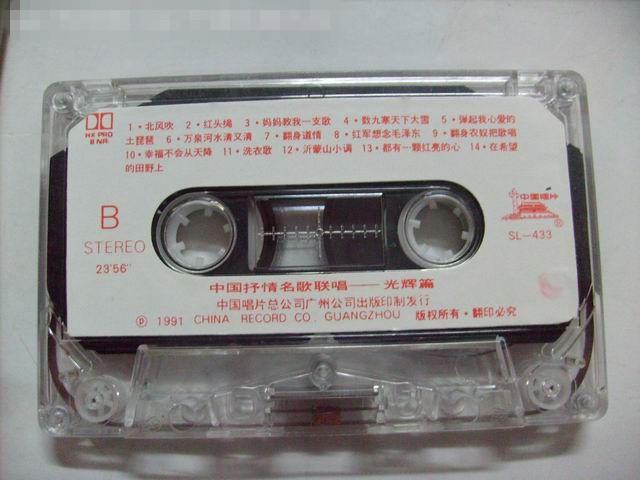 HX PRO
B NR
1·北风吹 2·红头绳 3·妈妈教我一支歌 4·数九寒天下大雪 5·弹起我心爱的
土琵琶 6·万泉河水清又清 7·翻身道情 8·红军想念毛泽东 9·翻身农奴把歌唱
10·幸福不会从天降 11·洗衣歌 12·沂蒙山小调 13·都有一颗红亮的心 14·在希望
的田野上
B
STEREO
23'56"
中国唱片
®
SL-433
中国抒情名歌联唱——光辉篇
中国唱片总公司广州公司出版印制发行
℗ 1991 CHINA RECORD CO. GUANGZHOU 版权所有·翻印必究